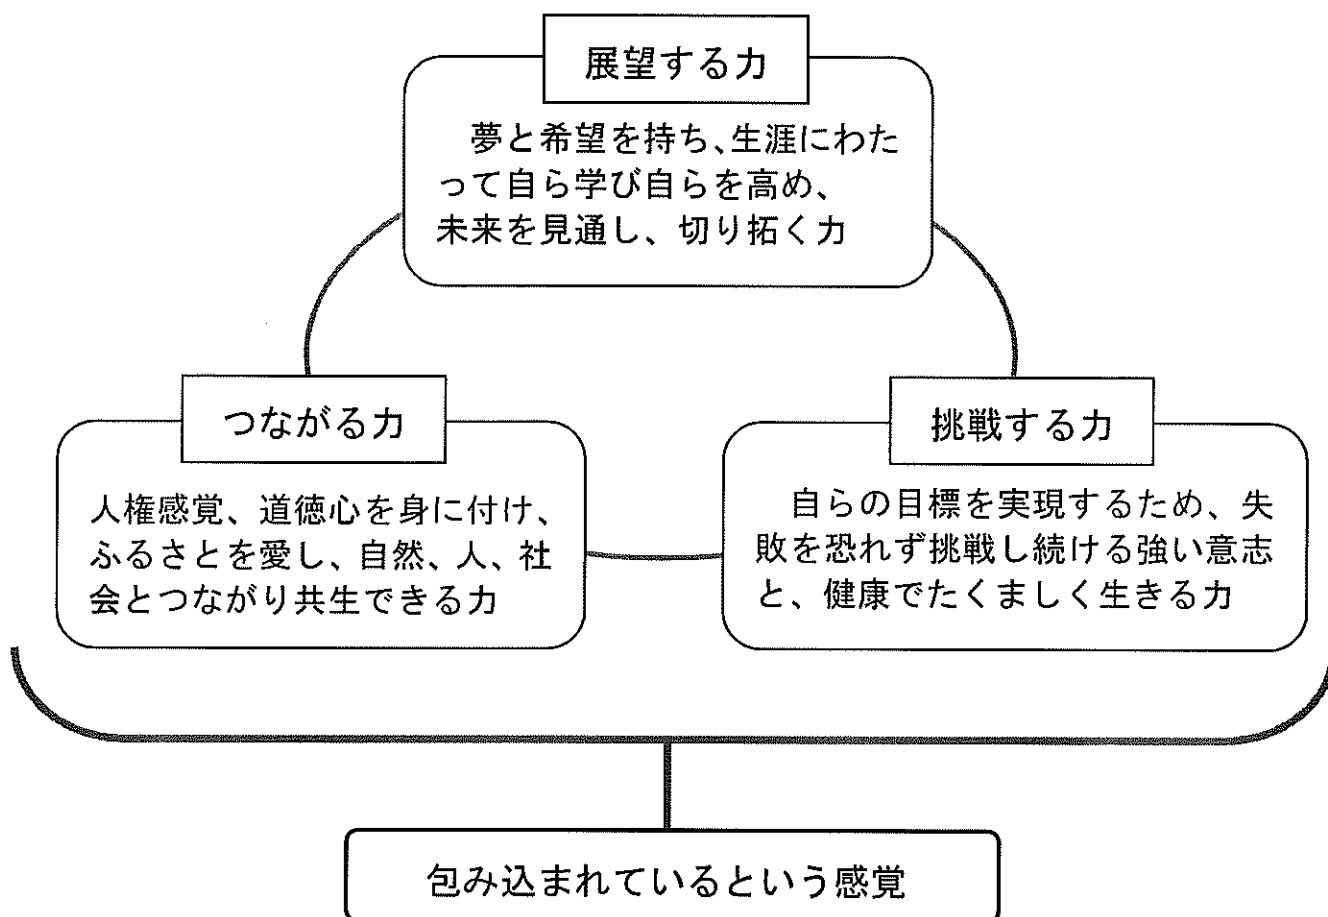 展望する力
夢と希望を持ち、生涯にわた
って自ら学び自らを高め、
未来を見通し、切り拓く力
つながる力
人権感覚、道徳心を身に付け、
ふるさとを愛し、自然、人、社
会とつながり共生できる力
挑戦する力
自らの目標を実現するため、失
敗を恐れず挑戦し続ける強い意志
と、健康でたくましく生きる力
包み込まれているという感覚